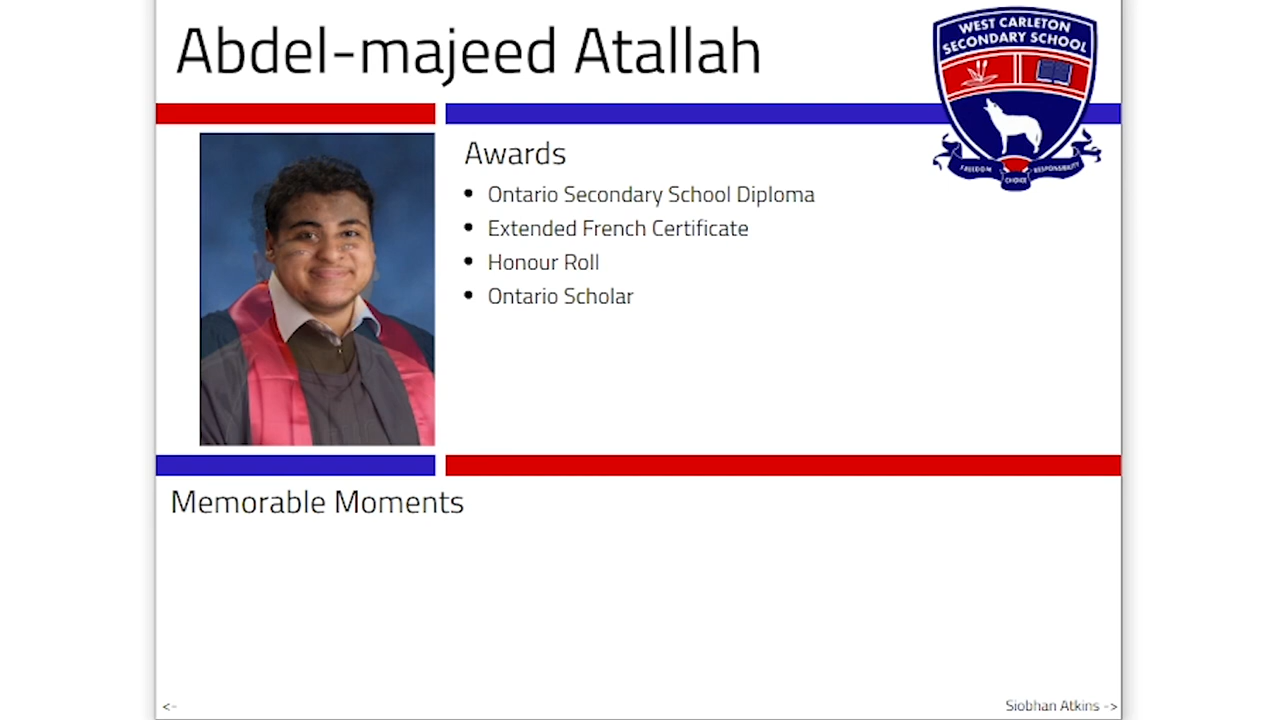 Abdel-majeed Atallah
WEST CARLETON
SECONDARY SCHOOL
FREEDOM
CHOICE
RESPONSIBILITY
Awards
• Ontario Secondary School Diploma
• Extended French Certificate
• Honour Roll
• Ontario Scholar
Memorable Moments
<-
Siobhan Atkins ->